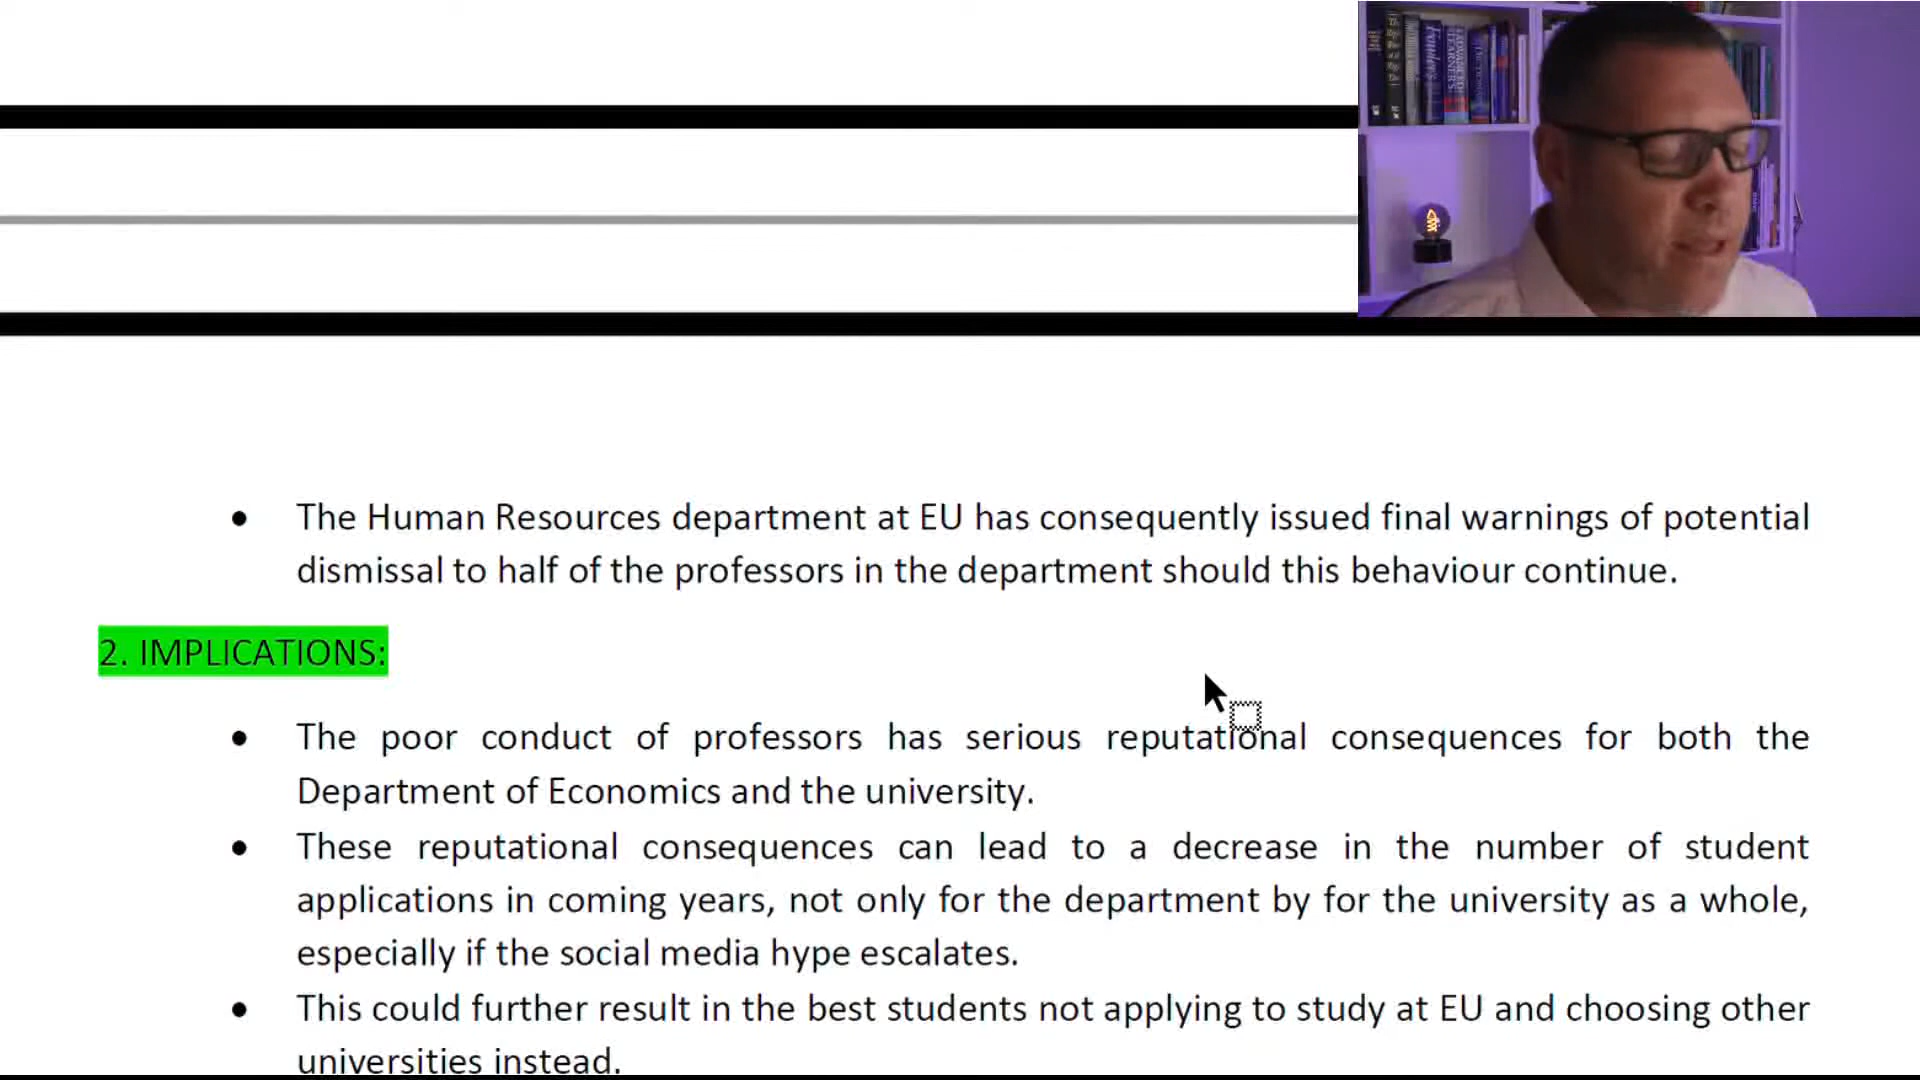 • The Human Resources department at EU has consequently issued final warnings of potential
dismissal to half of the professors in the department should this behaviour continue.
2. IMPLICATIONS:
• The poor conduct of professors has serious reputational consequences for both the
Department of Economics and the university.
• These reputational consequences can lead to a decrease in the number of student
applications in coming years, not only for the department by for the university as a whole,
especially if the social media hype escalates.
• This could further result in the best students not applying to study at EU and choosing other
universities instead.